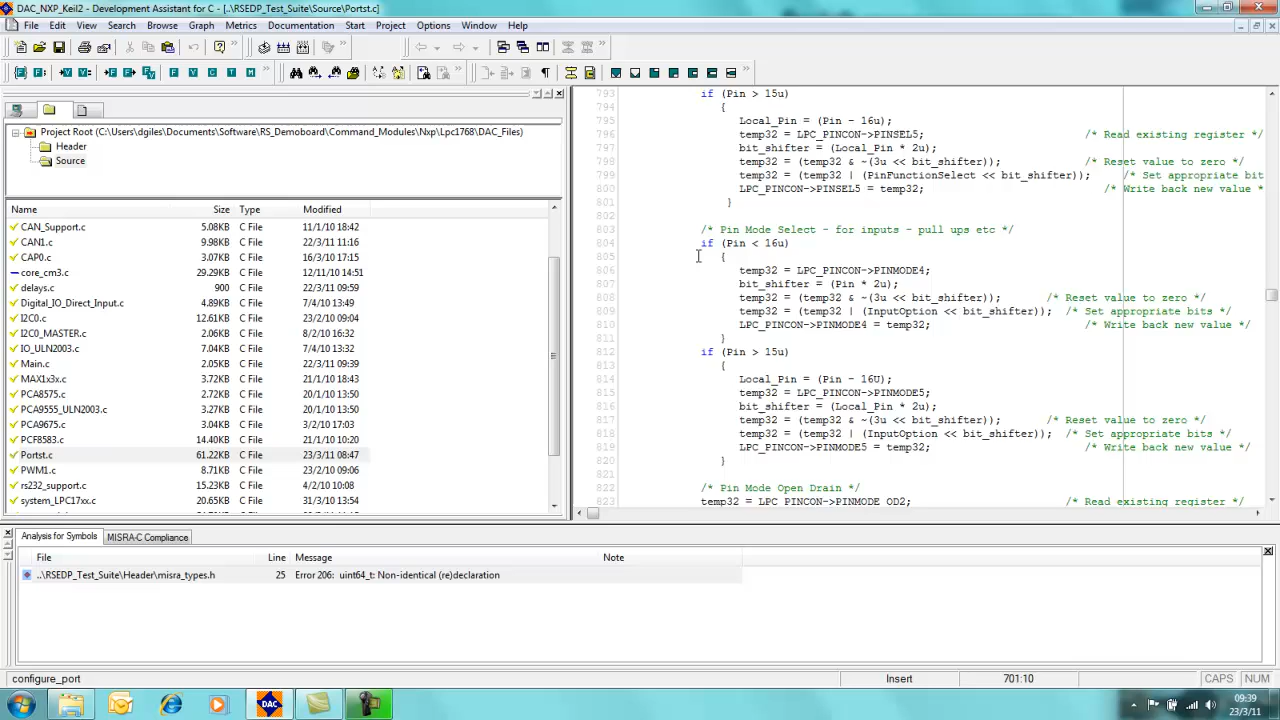 DAC_NXP_Keil2 - Development Assistant for C - [..\RSEDP_Test_Suite\Source\Portst.c]
File Edit View Search Browse Graph Metrics Documentation Start Project Options Window Help
Project Root (C:\Users\dgiles\Documents\Software\RS_Demoboard\Command_Modules\Nxp\Lpc1768\DAC_Files)
Header
Source
Name Size Type Modified
CAN_Support.c 5.08KB C File 11/1/10 18:42
CAN1.c 9.98KB C File 22/3/11 11:16
CAP0.c 6.96KB C File 16/3/10 17:15
core_cm3.c 29.29KB C File 12/11/10 14:51
delays.c 900 C File 22/3/11 09:59
Digital_IO_Direct_Input.c 4.89KB C File 7/4/10 13:49
I2C0.c 12.61KB C File 23/2/10 09:04
I2C0_MASTER.c 2.06KB C File 8/2/10 16:32
IO_ULN2003.c 7.04KB C File 7/4/10 13:32
Main.c 41.48KB C File 22/3/11 09:39
MAX1x3x.c 3.72KB C File 21/1/10 18:43
PCA8575.c 2.72KB C File 20/1/10 13:50
PCA9555_ULN2003.c 3.27KB C File 20/1/10 13:50
PCA9675.c 3.04KB C File 3/2/10 17:03
PCF8583.c 14.40KB C File 21/1/10 10:20
Portst.c 61.22KB C File 23/3/11 08:47
PWM1.c 8.71KB C File 23/2/10 09:06
rs232_support.c 15.23KB C File 4/2/10 10:08
system_LPC17xx.c 20.65KB C File 31/3/10 13:54
793 if (Pin > 15u)
794 {
795 Local_Pin = (Pin - 16u);
796 temp32 = LPC_PINCON->PINSEL5; /* Read existing register */
797 bit_shifter = (Local_Pin * 2u);
798 temp32 = (temp32 & ~(3u << bit_shifter)); /* Reset value to zero */
799 temp32 = (temp32 | (PinFunctionSelect << bit_shifter)); /* Set appropriate bit
800 LPC_PINCON->PINSEL5 = temp32; /* Write back new value *
801 }
802
803 /* Pin Mode Select - for inputs - pull ups etc */
804 if (Pin < 16u)
805 {
806 temp32 = LPC_PINCON->PINMODE4;
807 bit_shifter = (Pin * 2u);
808 temp32 = (temp32 & ~(3u << bit_shifter)); /* Reset value to zero */
809 temp32 = (temp32 | (InputOption << bit_shifter)); /* Set appropriate bits */
810 LPC_PINCON->PINMODE4 = temp32; /* Write back new value */
811 }
812 if (Pin > 15u)
813 {
814 Local_Pin = (Pin - 16U);
815 temp32 = LPC_PINCON->PINMODE5;
816 bit_shifter = (Local_Pin * 2u);
817 temp32 = (temp32 & ~(3u << bit_shifter)); /* Reset value to zero */
818 temp32 = (temp32 | (InputOption << bit_shifter)); /* Set appropriate bits */
819 LPC_PINCON->PINMODE5 = temp32; /* Write back new value */
820 }
821
822 /* Pin Mode Open Drain */
823 temp32 = LPC_PINCON->PINMODE_OD2; /* Read existing register */
Analysis for Symbols MISRA-C Compliance
File Line Message Note
..\RSEDP_Test_Suite\Header\misra_types.h 25 Error 206: uint64_t: Non-identical (re)declaration
configure_port Insert 701:10 CAPS NUM
DAC 09:39
23/3/11